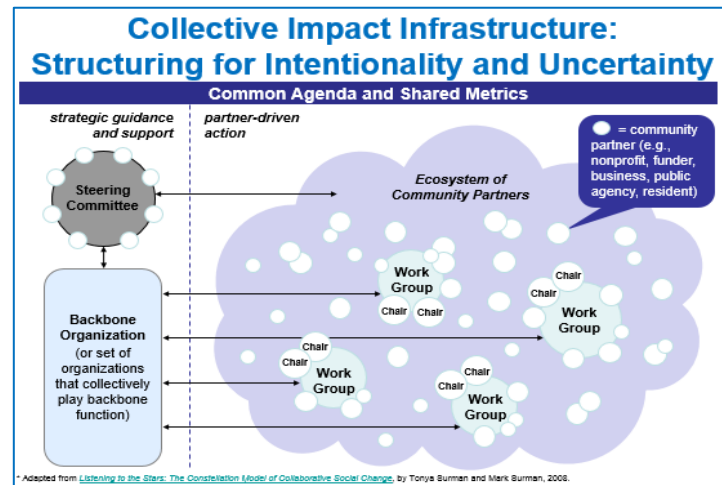 Collective Impact Infrastructure:
Structuring for Intentionality and Uncertainty
Common Agenda and Shared Metrics
strategic guidance
and support
partner-driven
action
= community
partner (e.g.,
nonprofit, funder,
business, public
agency, resident)
Steering
Committee
Ecosystem of
Community Partners
Work
Group
Chair
Chair
Chair
Chair
Work
Group
Backbone
Organization
(or set of
organizations
that collectively
play backbone
function)
Chair
Chair
Work
Group
Chair
Chair
Work
Group
* Adapted from Listening to the Stars: The Constellation Model of Collaborative Social Change, by Tonya Surman and Mark Surman, 2008.